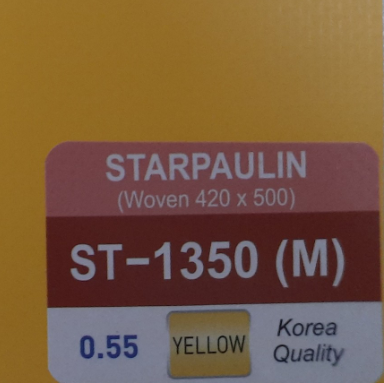 STARPAULIN
(Woven 420 x 500)
ST-1350 (M)
0.55 YELLOW Korea Quality